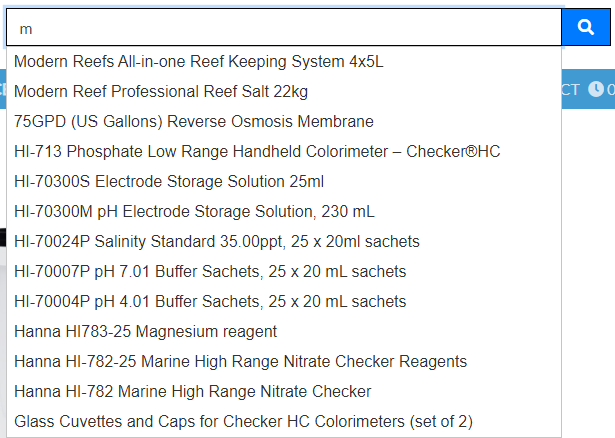 m
Modern Reefs All-in-one Reef Keeping System 4x5L
Modern Reef Professional Reef Salt 22kg
CT 0
75GPD (US Gallons) Reverse Osmosis Membrane
HI-713 Phosphate Low Range Handheld Colorimeter – Checker®HC
HI-70300S Electrode Storage Solution 25ml
HI-70300M pH Electrode Storage Solution, 230 mL
HI-70024P Salinity Standard 35.00ppt, 25 x 20ml sachets
HI-70007P pH 7.01 Buffer Sachets, 25 x 20 mL sachets
HI-70004P pH 4.01 Buffer Sachets, 25 x 20 mL sachets
Hanna HI783-25 Magnesium reagent
Hanna HI-782-25 Marine High Range Nitrate Checker Reagents
Hanna HI-782 Marine High Range Nitrate Checker
Glass Cuvettes and Caps for Checker HC Colorimeters (set of 2)